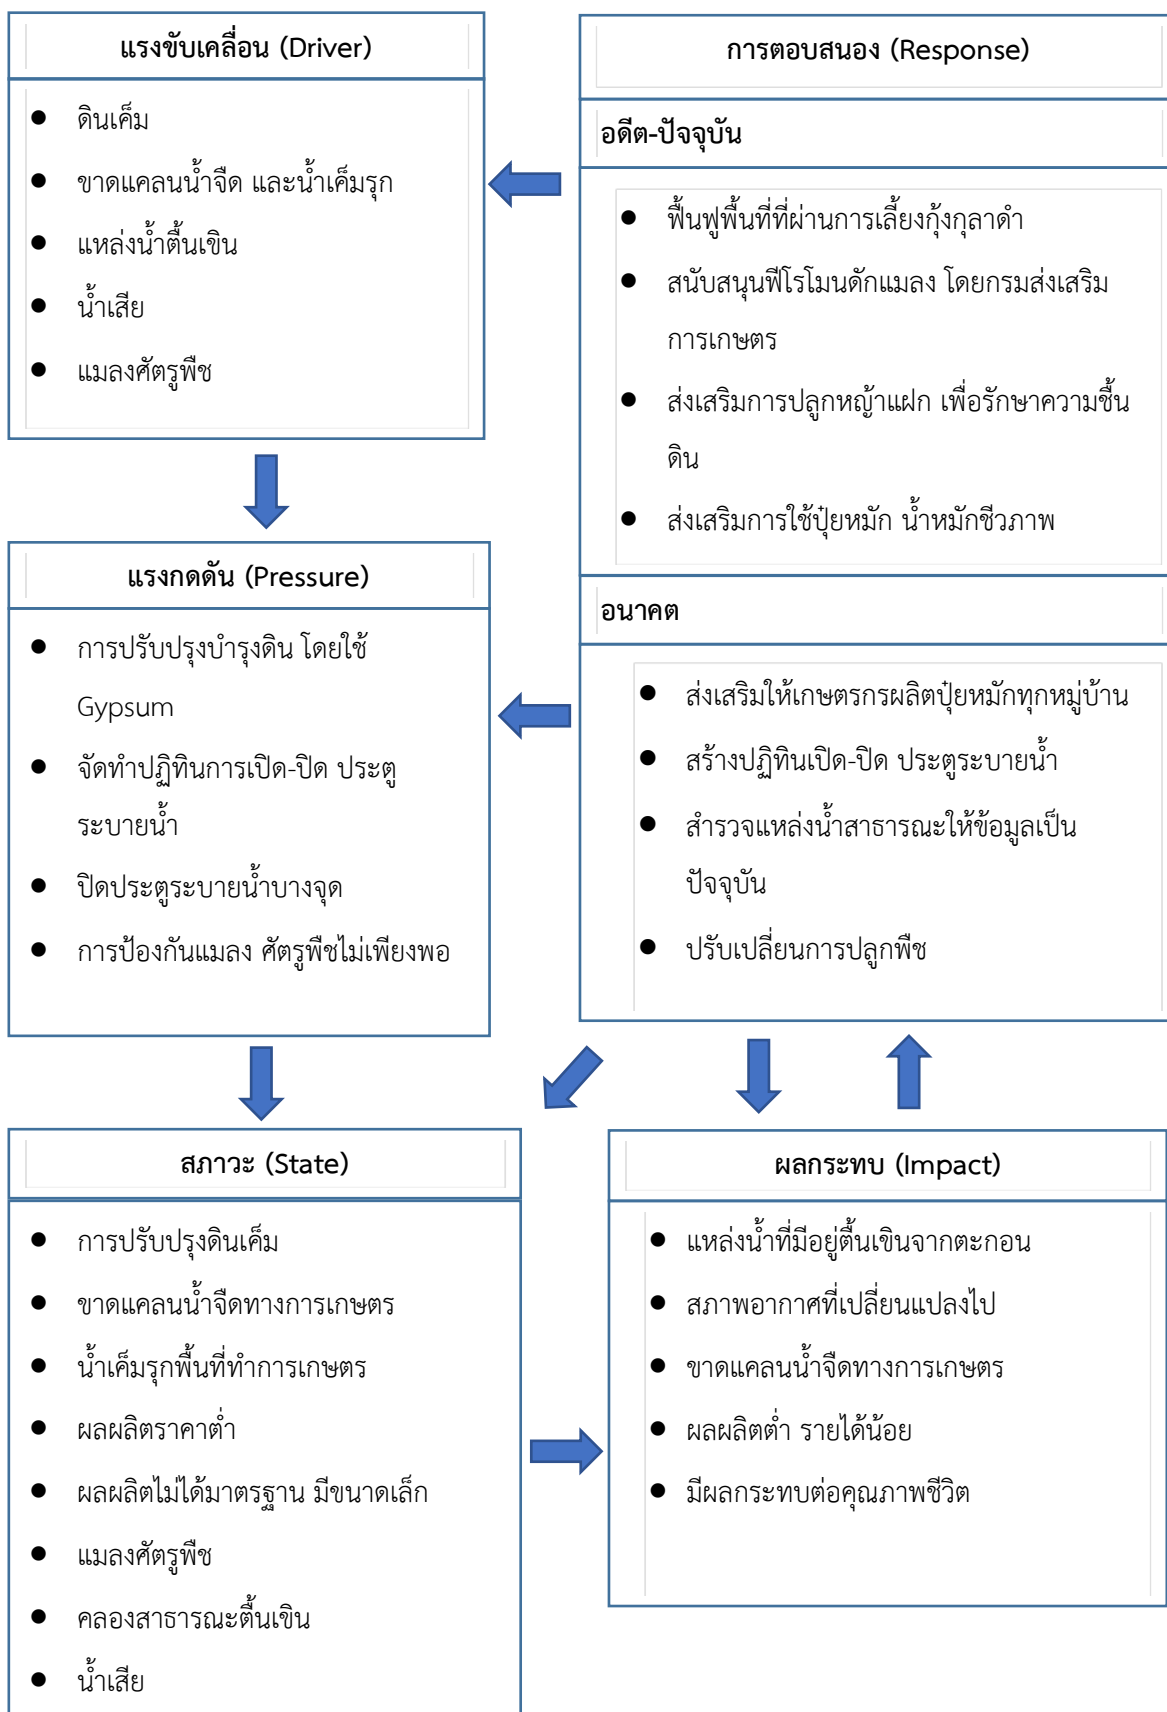 แรงขับเคลื่อน (Driver)
● ดินเค็ม
● ขาดแคลนน้ำจืด และน้ำเค็มรุก
● แหล่งน้ำตื้นเขิน
● น้ำเสีย
● แมลงศัตรูพืช
การตอบสนอง (Response)
อดีต-ปัจจุบัน
● ฟื้นฟูพื้นที่ที่ผ่านการเลี้ยงกุ้งกุลาดำ
● สนับสนุนฟีโรโมนดักแมลง โดยกรมส่งเสริม
การเกษตร
● ส่งเสริมการปลูกหญ้าแฝก เพื่อรักษาความชื้น
ดิน
● ส่งเสริมการใช้ปุ๋ยหมัก น้ำหมักชีวภาพ
อนาคต
● ส่งเสริมให้เกษตรกรผลิตปุ๋ยหมักทุกหมู่บ้าน
● สร้างปฏิทินเปิด-ปิด ประตูระบายน้ำ
● สำรวจแหล่งน้ำสาธารณะให้ข้อมูลเป็น
ปัจจุบัน
● ปรับเปลี่ยนการปลูกพืช
แรงกดดัน (Pressure)
● การปรับปรุงบำรุงดิน โดยใช้
Gypsum
● จัดทำปฏิทินการเปิด-ปิด ประตู
ระบายน้ำ
● ปิดประตูระบายน้ำบางจุด
● การป้องกันแมลง ศัตรูพืชไม่เพียงพอ
สภาวะ (State)
● การปรับปรุงดินเค็ม
● ขาดแคลนน้ำจืดทางการเกษตร
● น้ำเค็มรุกพื้นที่ทำการเกษตร
● ผลผลิตราคาต่ำ
● ผลผลิตไม่ได้มาตรฐาน มีขนาดเล็ก
● แมลงศัตรูพืช
● คลองสาธารณะตื้นเขิน
● น้ำเสีย
ผลกระทบ (Impact)
● แหล่งน้ำที่มีอยู่ตื้นเขินจากตะกอน
● สภาพอากาศที่เปลี่ยนแปลงไป
● ขาดแคลนน้ำจืดทางการเกษตร
● ผลผลิตต่ำ รายได้น้อย
● มีผลกระทบต่อคุณภาพชีวิต